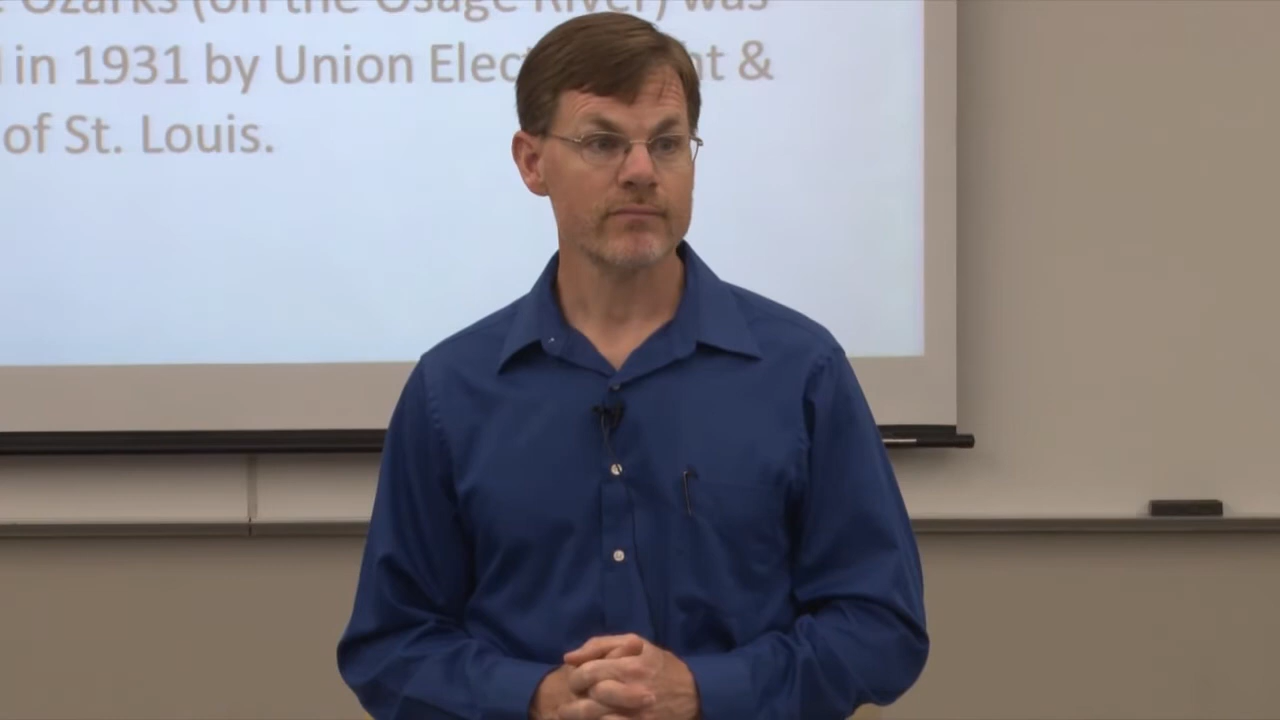 Ozarks (on the Osage River) was
in 1931 by Union &
of St. Louis.